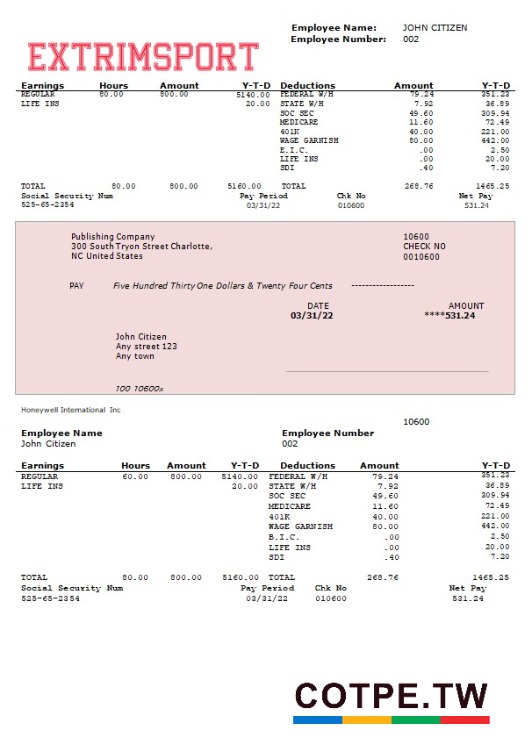 Employee Name: JOHN CITIZEN
Employee Number: 002
EXTRIMSPORT
Earnings Hours Amount Y-T-D Deductions Amount Y-T-D
REGULAR 80.00 800.00 5140.00 FEDERAL W/H 79.24 351.23
LIFE INS 20.00 STATE W/H 7.92 36.89
SOC SEC 49.60 309.94
MEDICARE 11.60 72.49
401K 40.00 221.00
WAGE GARNISH 80.00 442.00
E.I.C. .00 2.50
LIFE INS .00 20.00
SDI .40 7.20
TOTAL 80.00 800.00 5160.00 TOTAL 268.76 1465.25
Social Security Num Pay Period Chk No Net Pay
525-65-2354 03/31/22 010600 531.24
Publishing Company 10600
300 South Tryon Street Charlotte, CHECK NO
NC United States 0010600
PAY Five Hundred Thirty One Dollars & Twenty Four Cents ------------------
DATE AMOUNT
03/31/22 ****531.24
John Citizen
Any street 123
Any town
100 10600x
Honeywell International Inc
10600
Employee Name Employee Number
John Citizen 002
Earnings Hours Amount Y-T-D Deductions Amount Y-T-D
REGULAR 60.00 800.00 5140.00 FEDERAL W/H 79.24 351.23
LIFE INS 20.00 STATE W/H 7.92 36.89
SOC SEC 49.60 309.94
MEDICARE 11.60 72.49
401K 40.00 221.00
WAGE GARNISH 80.00 442.00
B.I.C. .00 2.50
LIFE INS .00 20.00
SDI .40 7.20
TOTAL 80.00 800.00 5160.00 TOTAL 268.76 1465.25
Social Security Num Pay Period Chk No Net Pay
525-65-2354 03/31/22 010600 531.24
COTPE.TW